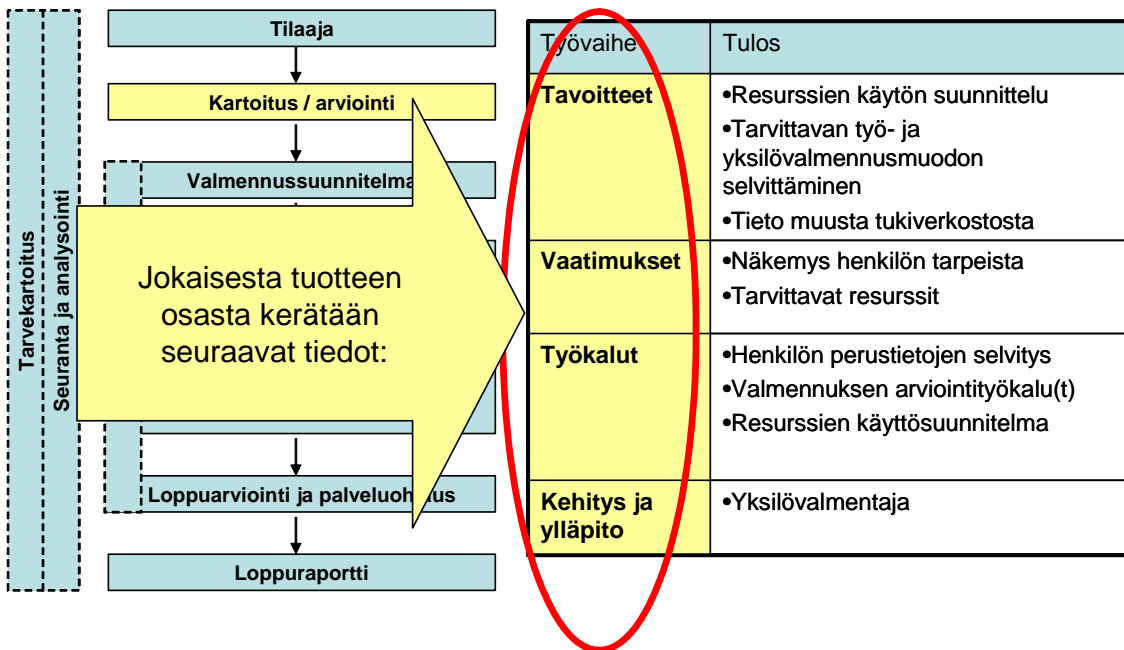 Tarvekartoitus
Seuranta ja analysointi
Tilaaja
Kartoitus / arviointi
Valmennussuunnitelma
Jokaisesta tuotteen
osasta kerätään
seuraavat tiedot:
Loppuarviointi ja palveluohjaus
Loppuraportti
Työvaihe
Tulos
Tavoitteet
•Resurssien käytön suunnittelu
•Tarvittavan työ- ja
yksilövalmennusmuodon
selvittäminen
•Tieto muusta tukiverkostosta
Vaatimukset
•Näkemys henkilön tarpeista
•Tarvittavat resurssit
Työkalut
•Henkilön perustietojen selvitys
•Valmennuksen arviointityökalu(t)
•Resurssien käyttösuunnitelma
Kehitys ja
ylläpito
•Yksilövalmentaja